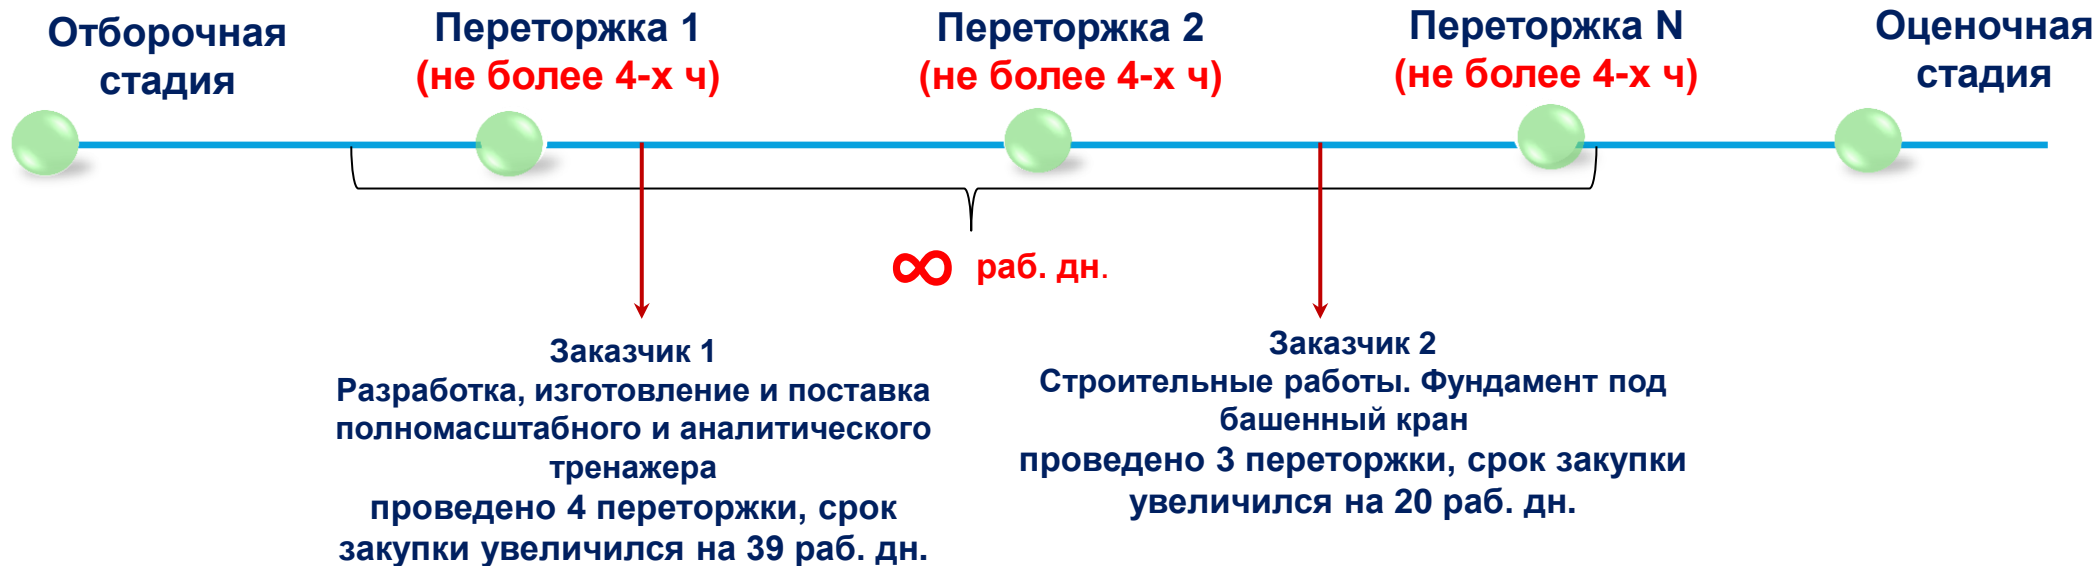 Отборочная
стадия
Переторжка 1
(не более 4-х ч)
Переторжка 2
(не более 4-х ч)
Переторжка N
(не более 4-х ч)
Оценочная
стадия
∞ раб. дн.
Заказчик 1
Разработка, изготовление и поставка
полномасштабного и аналитического
тренажера
проведено 4 переторжки, срок
закупки увеличился на 39 раб. дн.
Заказчик 2
Строительные работы. Фундамент под
башенный кран
проведено 3 переторжки, срок закупки
увеличился на 20 раб. дн.